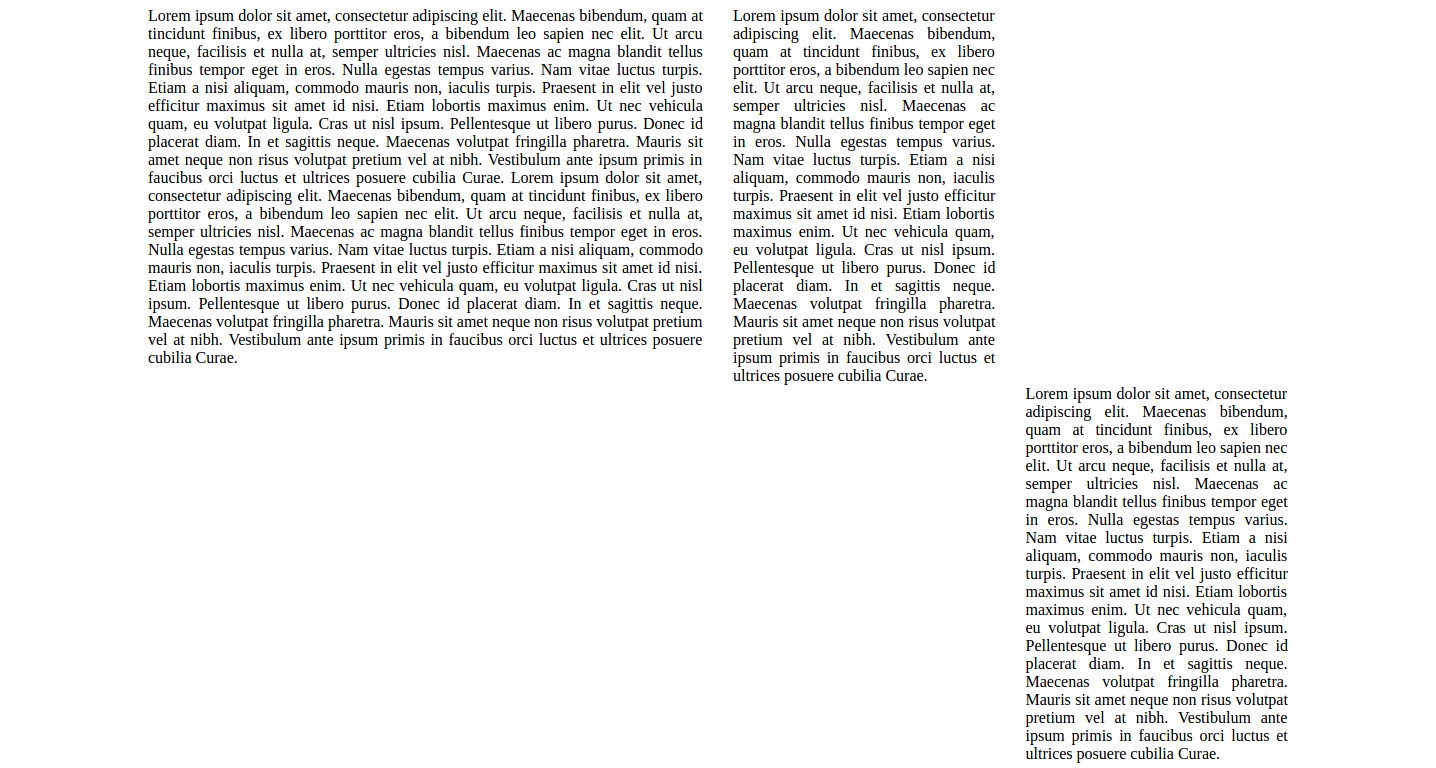 Lorem ipsum dolor sit amet, consectetur adipiscing elit. Maecenas bibendum, quam at
tincidunt finibus, ex libero porttitor eros, a bibendum leo sapien nec elit. Ut arcu
neque, facilisis et nulla at, semper ultricies nisl. Maecenas ac magna blandit tellus
finibus tempor eget in eros. Nulla egestas tempus varius. Nam vitae luctus turpis.
Etiam a nisi aliquam, commodo mauris non, iaculis turpis. Praesent in elit vel justo
efficitur maximus sit amet id nisi. Etiam lobortis maximus enim. Ut nec vehicula
quam, eu volutpat ligula. Cras ut nisl ipsum. Pellentesque ut libero purus. Donec id
placerat diam. In et sagittis neque. Maecenas volutpat fringilla pharetra. Mauris sit
amet neque non risus volutpat pretium vel at nibh. Vestibulum ante ipsum primis in
faucibus orci luctus et ultrices posuere cubilia Curae. Lorem ipsum dolor sit amet,
consectetur adipiscing elit. Maecenas bibendum, quam at tincidunt finibus, ex libero
porttitor eros, a bibendum leo sapien nec elit. Ut arcu neque, facilisis et nulla at,
semper ultricies nisl. Maecenas ac magna blandit tellus finibus tempor eget in eros.
Nulla egestas tempus varius. Nam vitae luctus turpis. Etiam a nisi aliquam, commodo
mauris non, iaculis turpis. Praesent in elit vel justo efficitur maximus sit amet id nisi.
Etiam lobortis maximus enim. Ut nec vehicula quam, eu volutpat ligula. Cras ut nisl
ipsum. Pellentesque ut libero purus. Donec id placerat diam. In et sagittis neque.
Maecenas volutpat fringilla pharetra. Mauris sit amet neque non risus volutpat pretium
vel at nibh. Vestibulum ante ipsum primis in faucibus orci luctus et ultrices posuere
cubilia Curae.
Lorem ipsum dolor sit amet, consectetur
adipiscing elit. Maecenas bibendum,
quam at tincidunt finibus, ex libero
porttitor eros, a bibendum leo sapien nec
elit. Ut arcu neque, facilisis et nulla at,
semper ultricies nisl. Maecenas ac
magna blandit tellus finibus tempor eget
in eros. Nulla egestas tempus varius.
Nam vitae luctus turpis. Etiam a nisi
aliquam, commodo mauris non, iaculis
turpis. Praesent in elit vel justo efficitur
maximus sit amet id nisi. Etiam lobortis
maximus enim. Ut nec vehicula quam,
eu volutpat ligula. Cras ut nisl ipsum.
Pellentesque ut libero purus. Donec id
placerat diam. In et sagittis neque.
Maecenas volutpat fringilla pharetra.
Mauris sit amet neque non risus volutpat
pretium vel at nibh. Vestibulum ante
ipsum primis in faucibus orci luctus et
ultrices posuere cubilia Curae.
Lorem ipsum dolor sit amet, consectetur
adipiscing elit. Maecenas bibendum,
quam at tincidunt finibus, ex libero
porttitor eros, a bibendum leo sapien nec
elit. Ut arcu neque, facilisis et nulla at,
semper ultricies nisl. Maecenas ac
magna blandit tellus finibus tempor eget
in eros. Nulla egestas tempus varius.
Nam vitae luctus turpis. Etiam a nisi
aliquam, commodo mauris non, iaculis
turpis. Praesent in elit vel justo efficitur
maximus sit amet id nisi. Etiam lobortis
maximus enim. Ut nec vehicula quam,
eu volutpat ligula. Cras ut nisl ipsum.
Pellentesque ut libero purus. Donec id
placerat diam. In et sagittis neque.
Maecenas volutpat fringilla pharetra.
Mauris sit amet neque non risus volutpat
pretium vel at nibh. Vestibulum ante
ipsum primis in faucibus orci luctus et
ultrices posuere cubilia Curae.